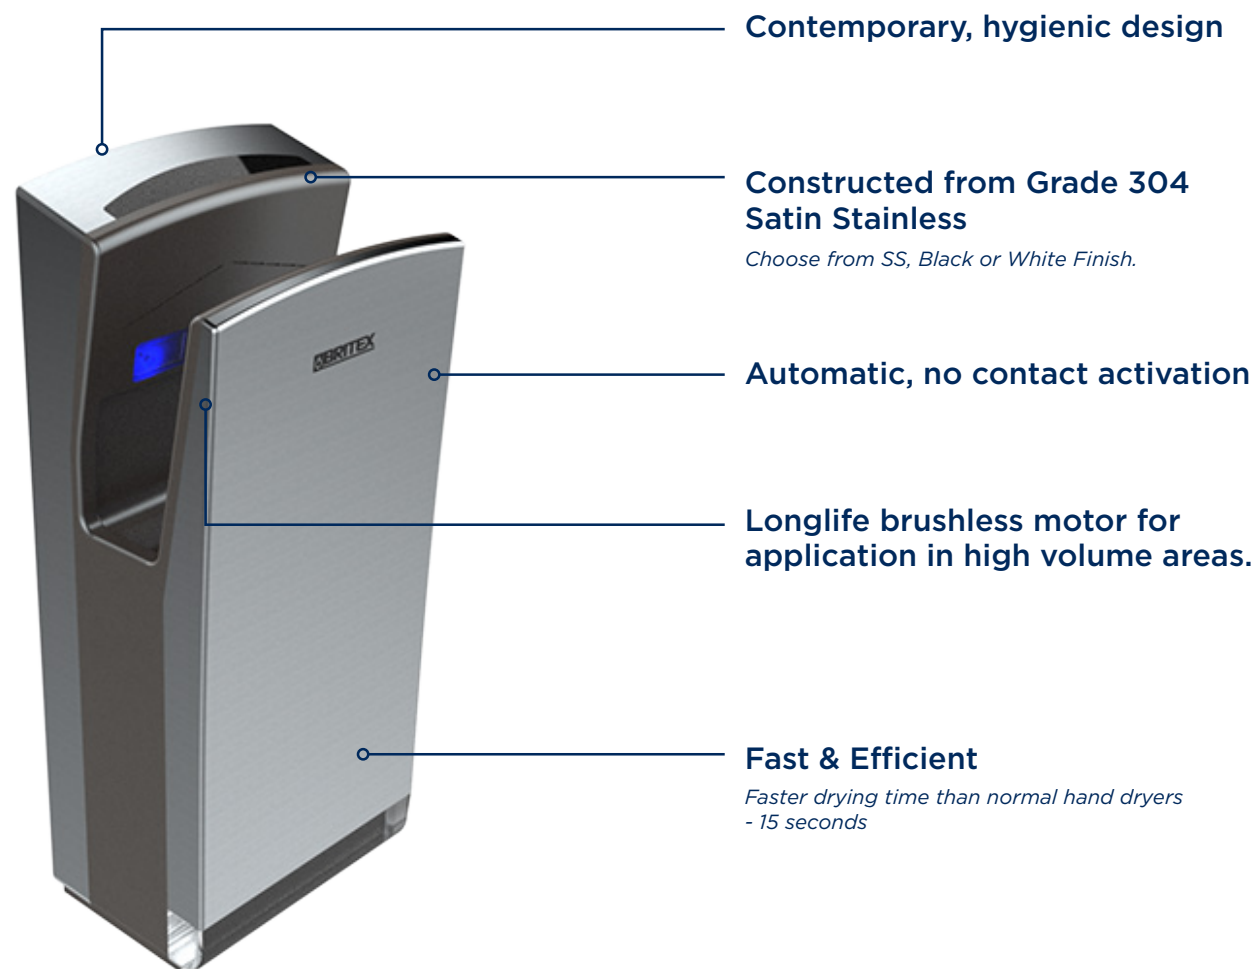 Contemporary, hygienic design
Constructed from Grade 304
Satin Stainless
Choose from SS, Black or White Finish.
BRITEX
Automatic, no contact activation
Longlife brushless motor for
application in high volume areas.
Fast & Efficient
Faster drying time than normal hand dryers
- 15 seconds